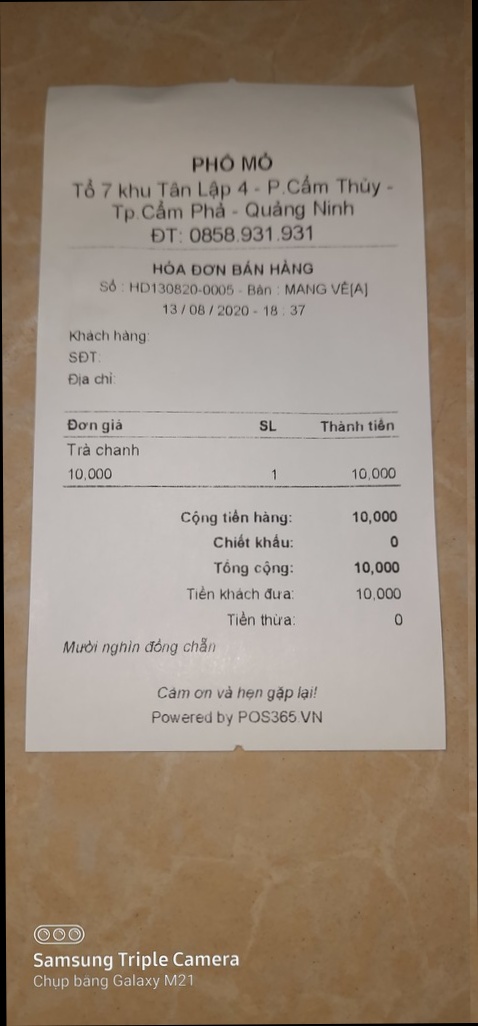 PHÔ MÔ
Tổ 7 khu Tân Lập 4 - P.Cẩm Thủy -
Tp.Cẩm Phả - Quảng Ninh
ĐT: 0858.931.931
HÓA ĐƠN BÁN HÀNG
Số : HD130820-0005 - Bàn : MANG VỀ[A]
13 / 08 / 2020 - 18 : 37
Khách hàng:
SĐT:
Địa chỉ:
Đơn giá SL Thành tiền
Trà chanh
10,000 1 10,000
Cộng tiền hàng: 10,000
Chiết khấu: 0
Tổng cộng: 10,000
Tiền khách đưa: 10,000
Tiền thừa: 0
Mười nghìn đồng chẵn
Cảm ơn và hẹn gặp lại!
Powered by POS365.VN
Samsung Triple Camera
Chụp bằng Galaxy M21